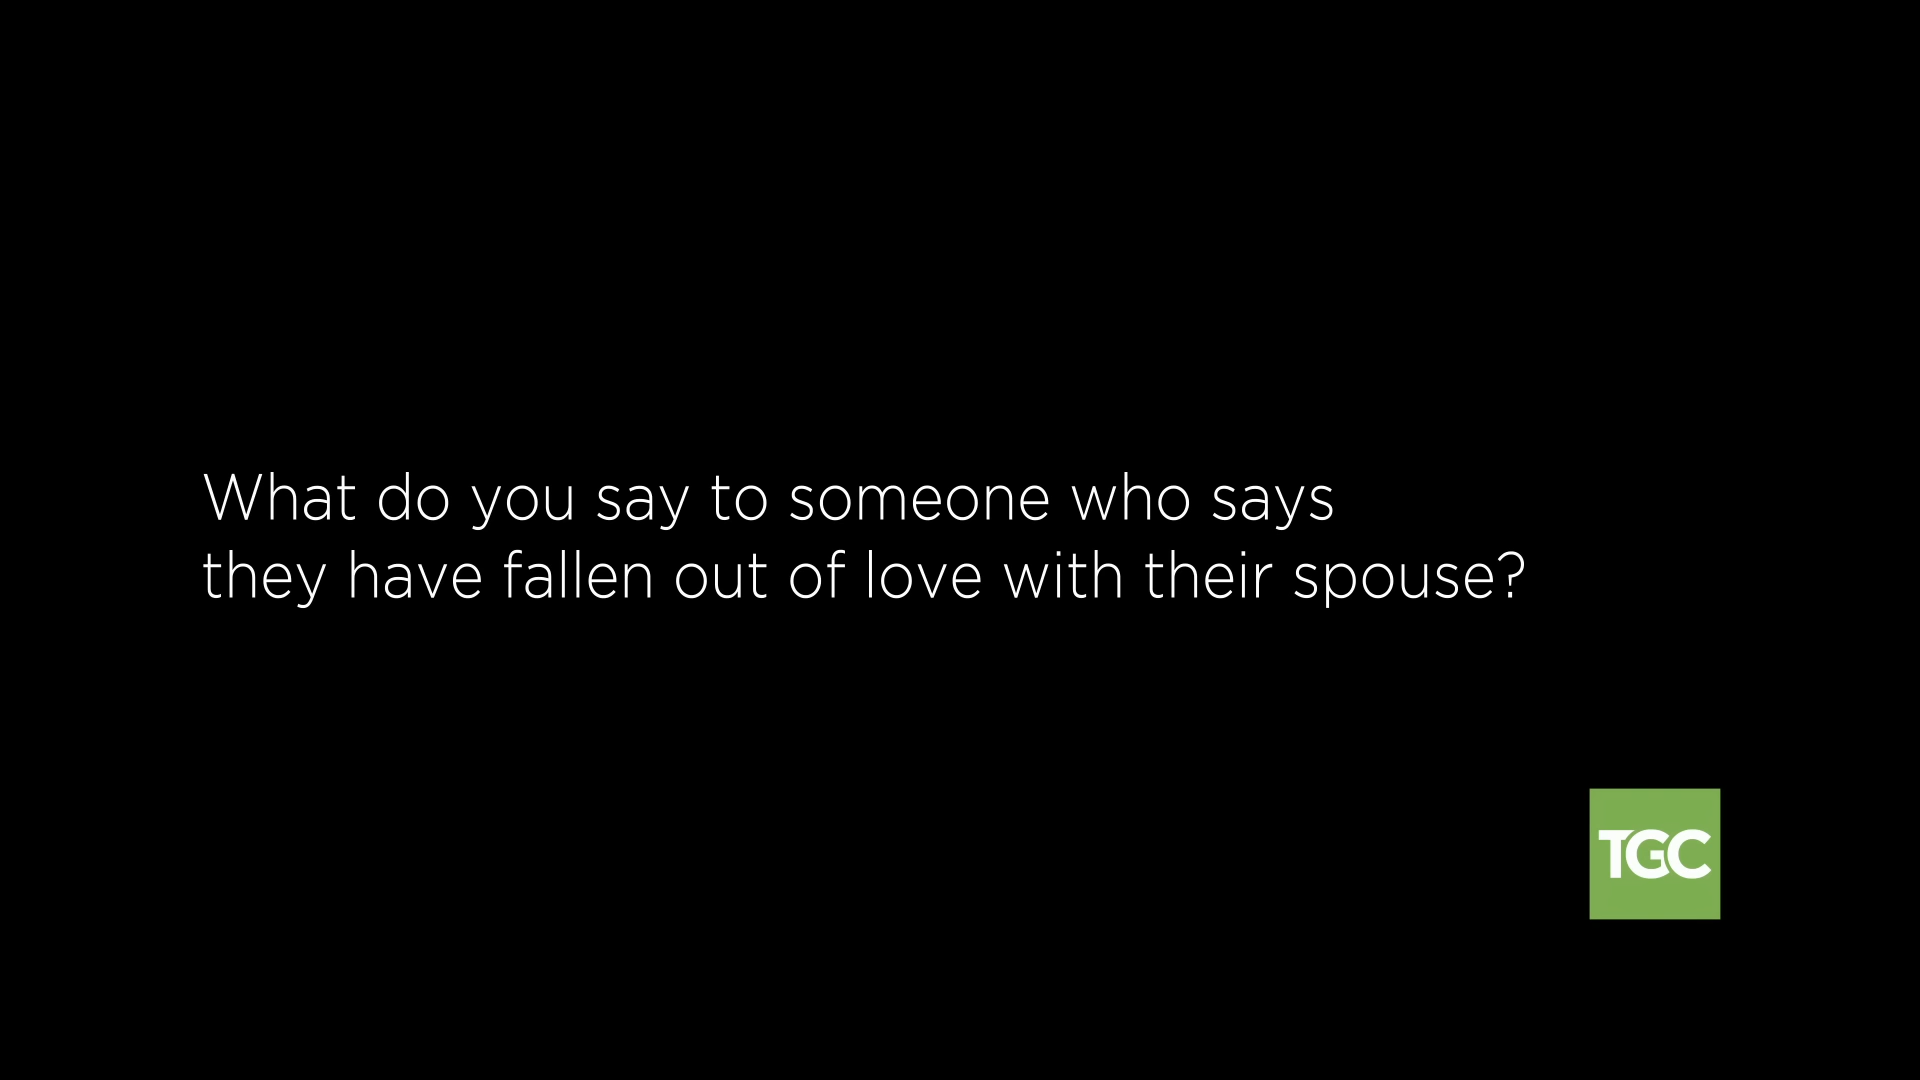 What do you say to someone who says
they have fallen out of love with their spouse?
TGC